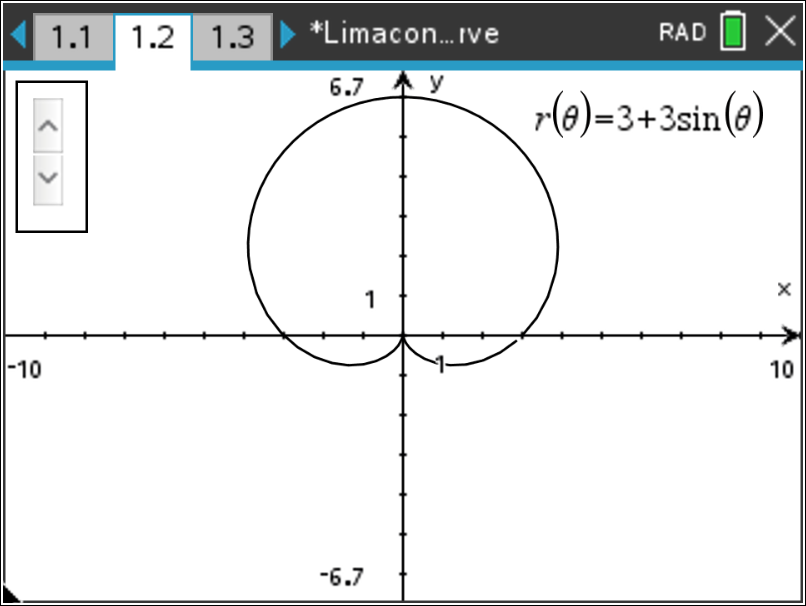 1.1 1.2 1.3 *Limacon...rve RAD
6.7 y
r(θ)=3+3sin(θ)
1
x
-10 1 10
-6.7